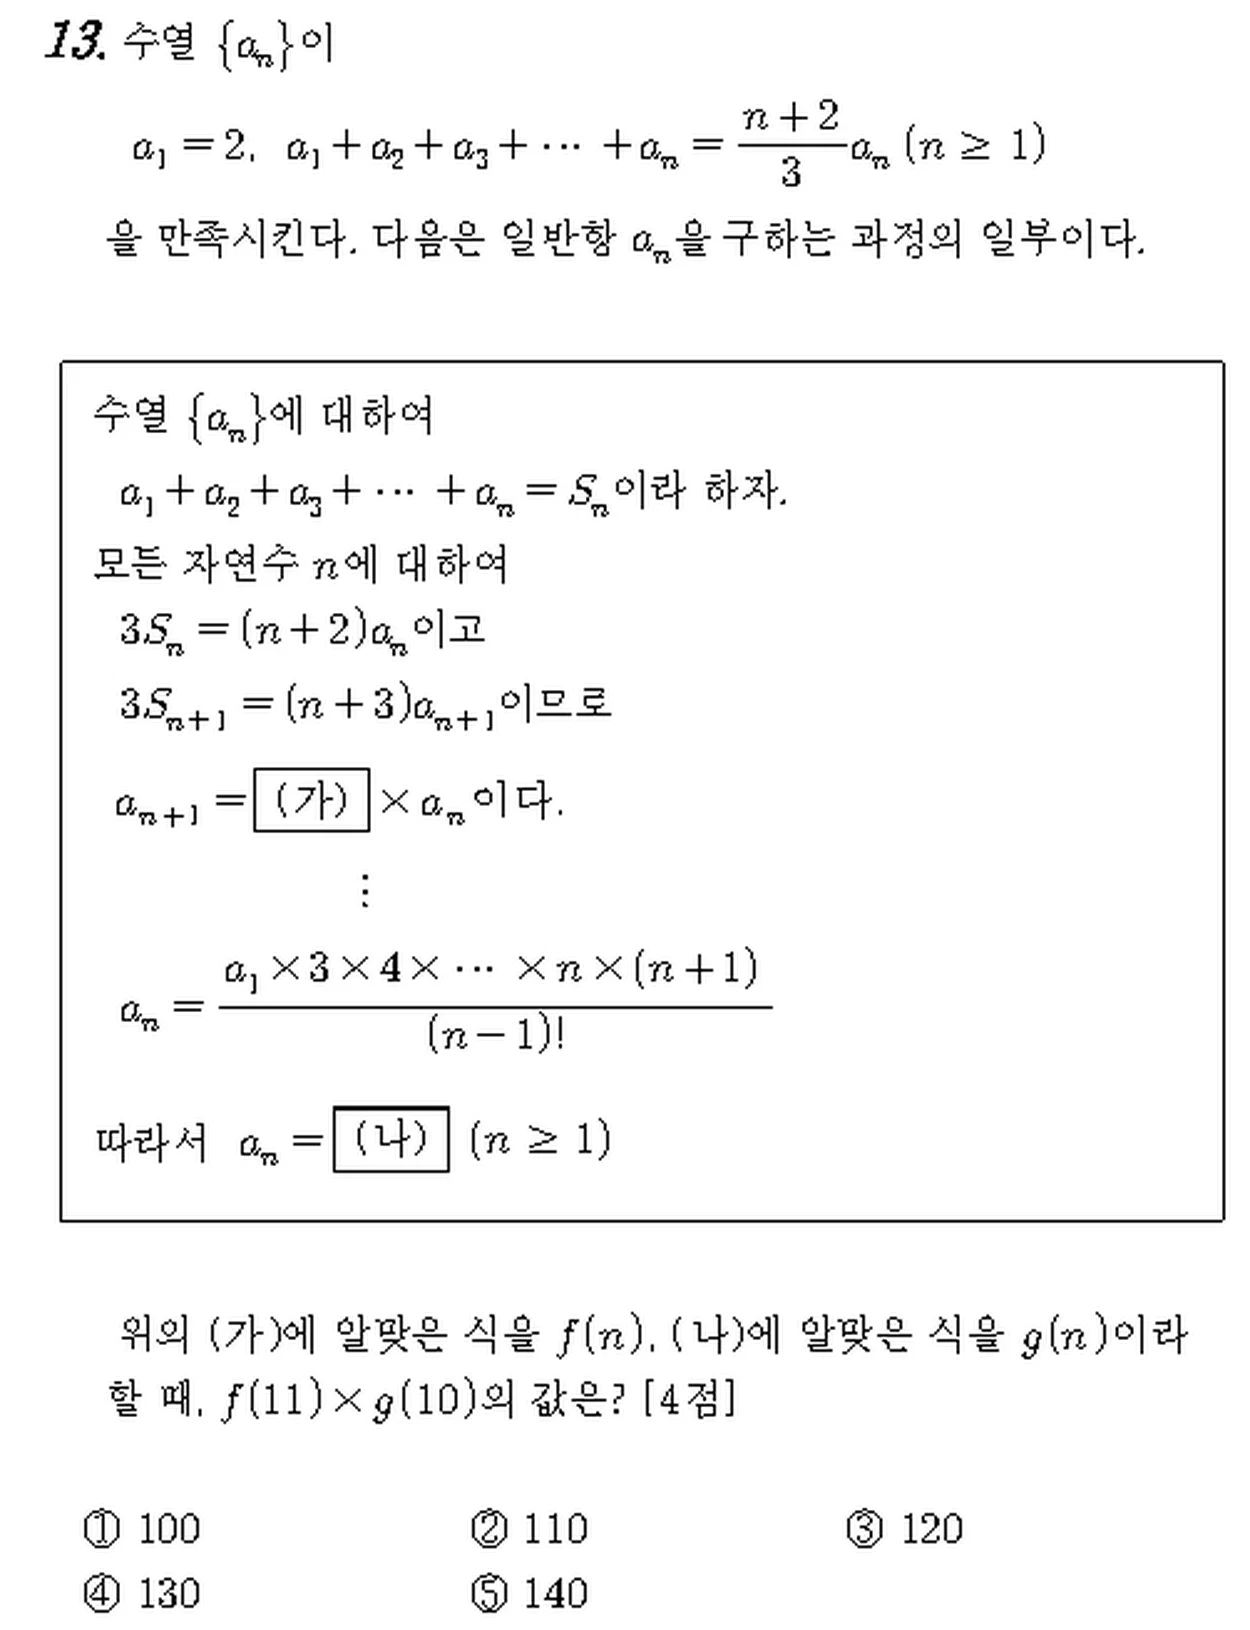 13. 수열 {aₙ}이
a₁ = 2, a₁ + a₂ + a₃ + ⋯ + aₙ = (n+2)/3 aₙ (n ≥ 1)
을 만족시킨다. 다음은 일반항 aₙ을 구하는 과정의 일부이다.
수열 {aₙ}에 대하여
a₁ + a₂ + a₃ + ⋯ + aₙ = Sₙ이라 하자.
모든 자연수 n에 대하여
3Sₙ = (n+2)aₙ이고
3Sₙ₊₁ = (n+3)aₙ₊₁이므로
aₙ₊₁ = (가) × aₙ이다.
⋮
aₙ = a₁ × 3 × 4 × ⋯ × n × (n+1) / (n−1)!
따라서 aₙ = (나) (n ≥ 1)
위의 (가)에 알맞은 식을 f(n), (나)에 알맞은 식을 g(n)이라
할 때, f(11)×g(10)의 값은? [4점]
① 100 ② 110 ③ 120
④ 130 ⑤ 140